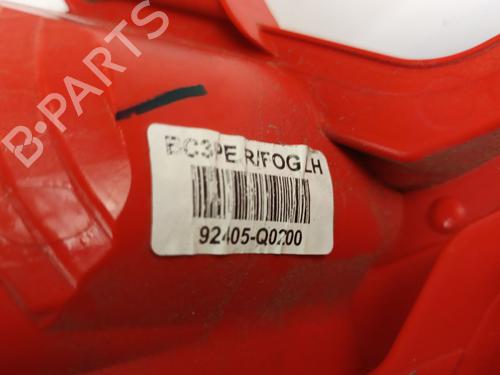 B-PARTS
BC3PE R/FOG LH
92405-Q0200